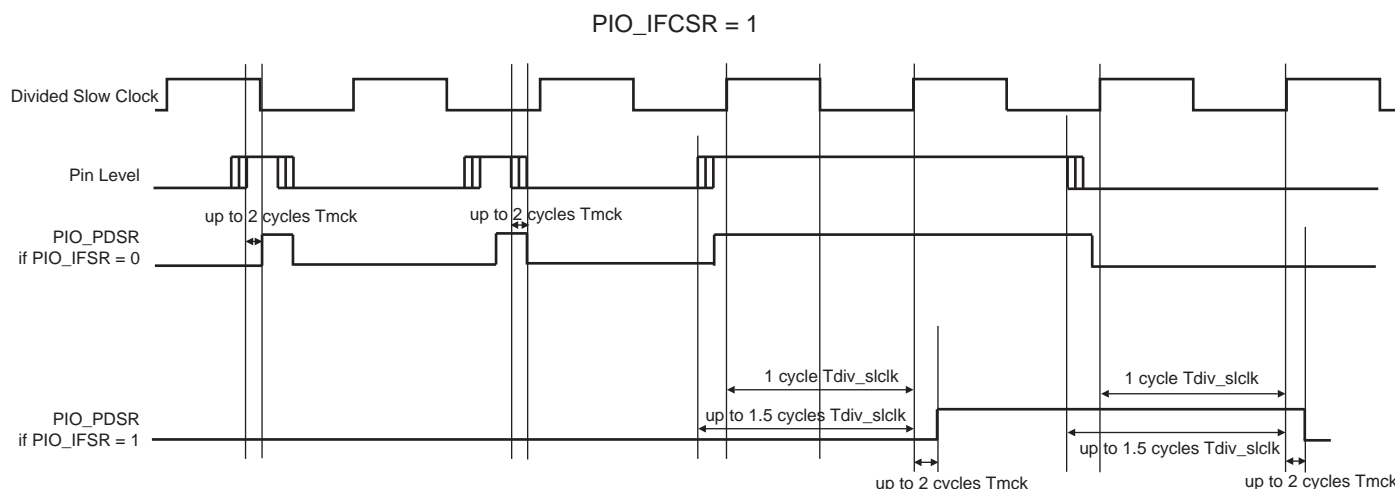 PIO_IFCSR = 1
Divided Slow Clock
Pin Level
up to 2 cycles Tmck
up to 2 cycles Tmck
PIO_PDSR
if PIO_IFSR = 0
1 cycle Tdiv_slclk
1 cycle Tdiv_slclk
PIO_PDSR
if PIO_IFSR = 1
up to 1.5 cycles Tdiv_slclk
up to 1.5 cycles Tdiv_slclk
up to 2 cycles Tmck
up to 2 cycles Tmck